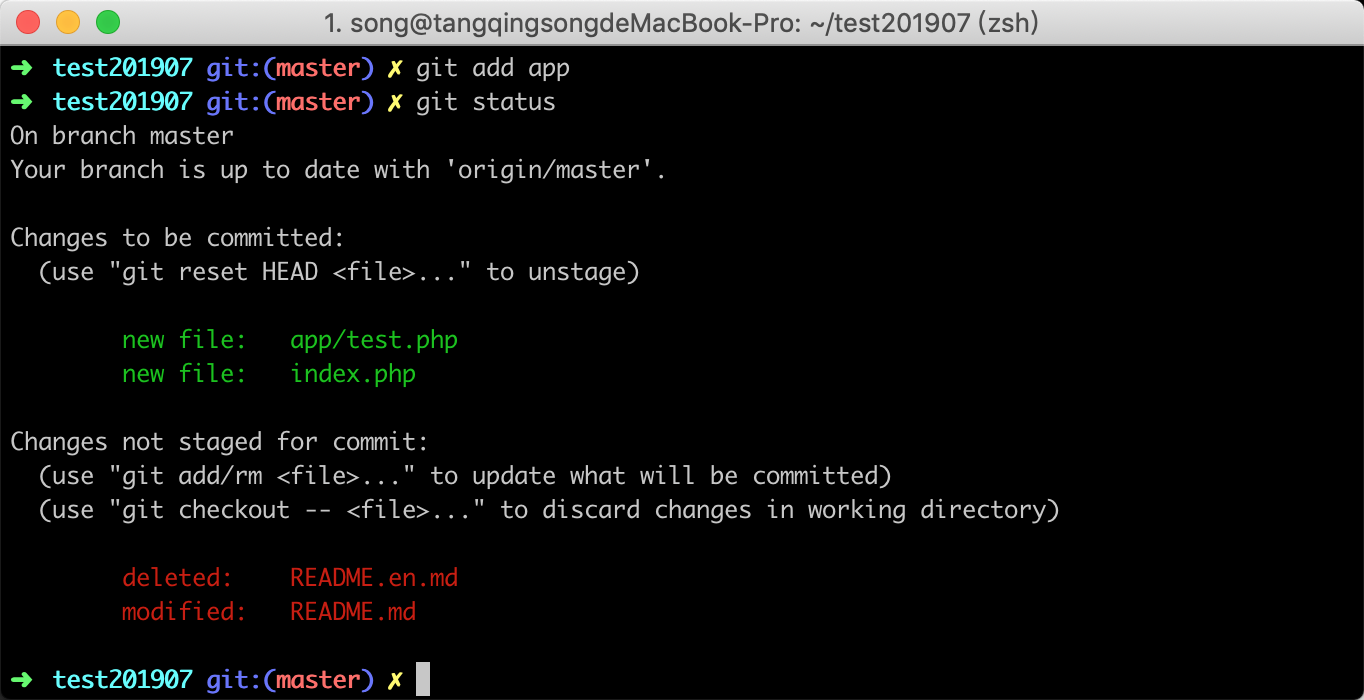 1. song@tangqingsongdeMacBook-Pro: ~/test201907 (zsh)
➜ test201907 git:(master) ✗ git add app
➜ test201907 git:(master) ✗ git status
On branch master
Your branch is up to date with 'origin/master'.
Changes to be committed:
(use "git reset HEAD <file>..." to unstage)
new file: app/test.php
new file: index.php
Changes not staged for commit:
(use "git add/rm <file>..." to update what will be committed)
(use "git checkout -- <file>..." to discard changes in working directory)
deleted: README.en.md
modified: README.md
➜ test201907 git:(master) ✗